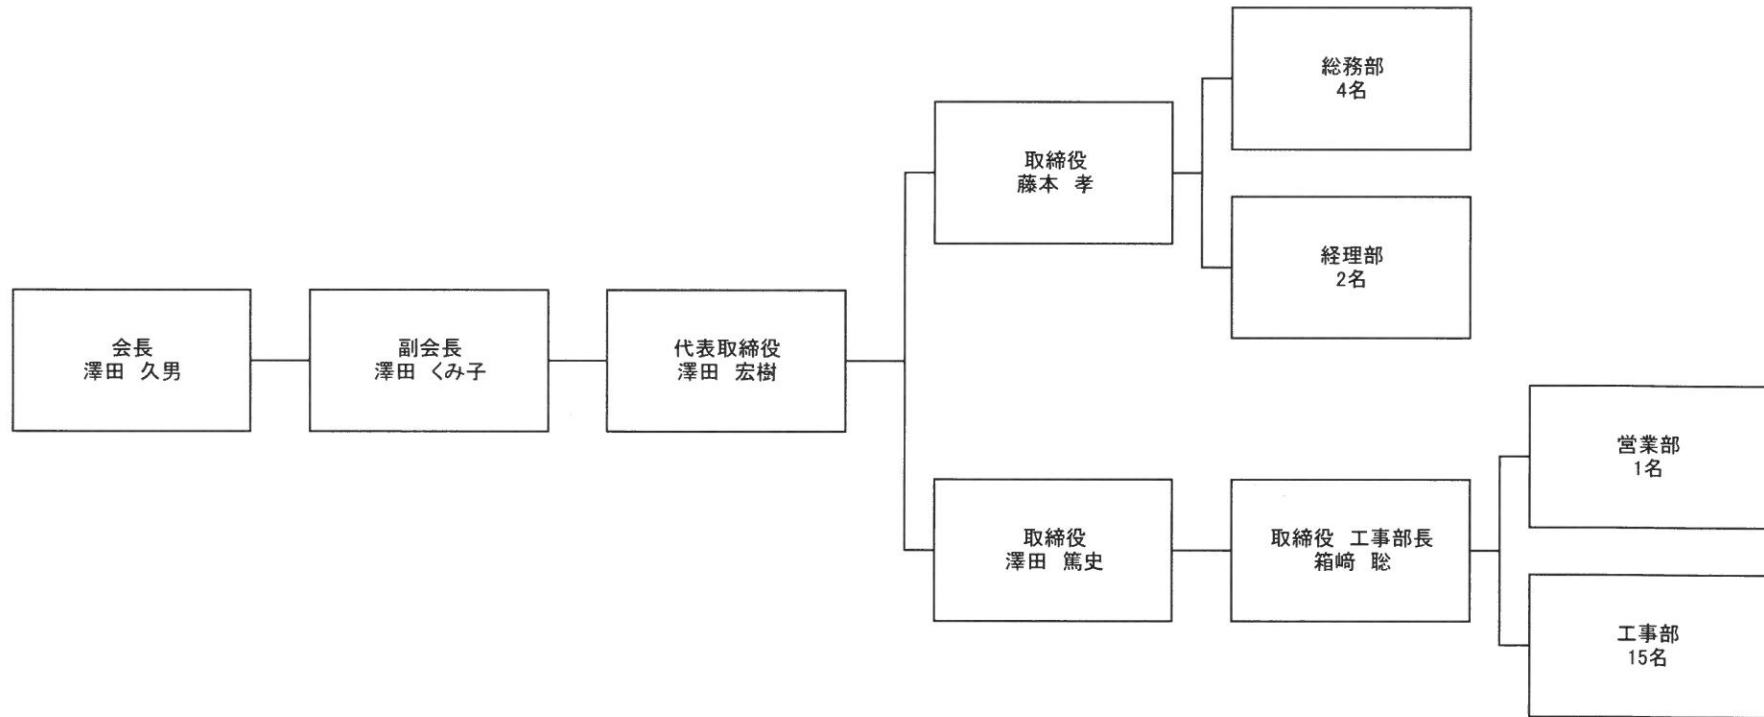 総務部
4名
取締役
藤本　孝
経理部
2名
会長
澤田　久男
副会長
澤田　くみ子
代表取締役
澤田　宏樹
営業部
1名
取締役
澤田　篤史
取締役　工事部長
箱﨑　聡
工事部
15名